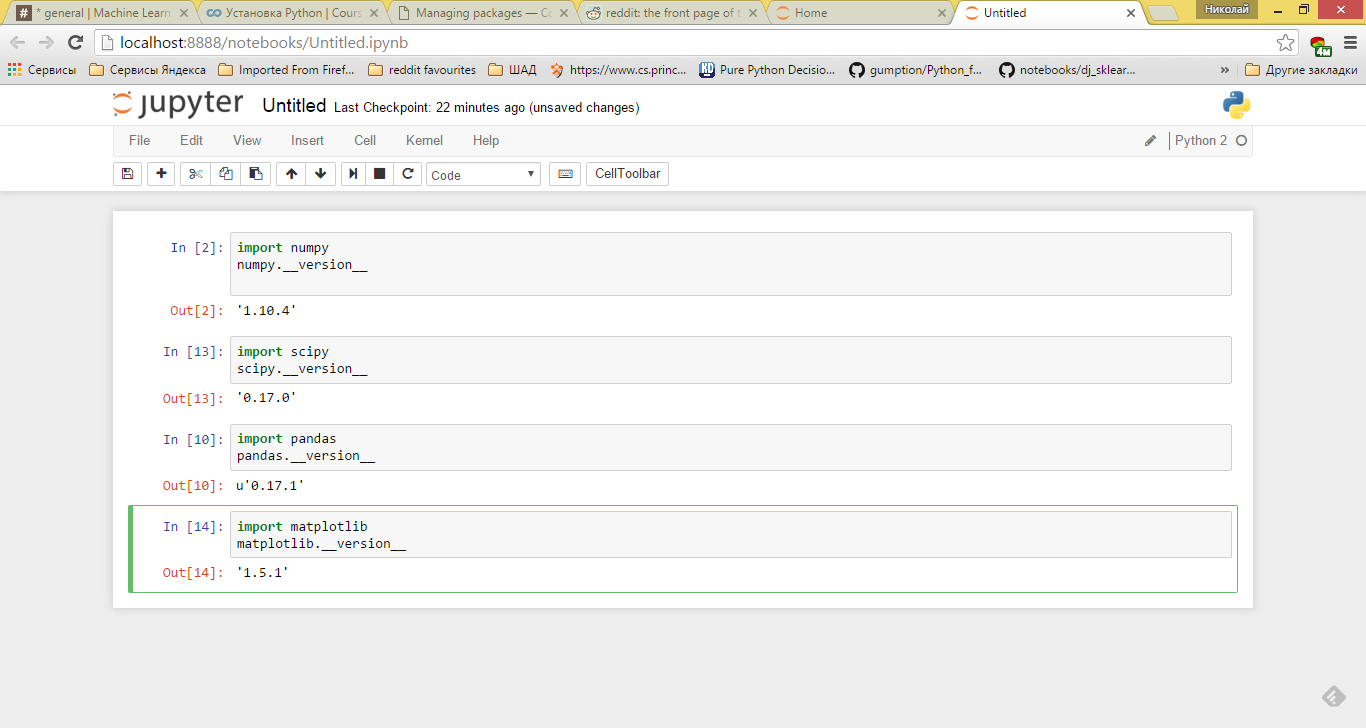 * general | Machine Learn
Установка Python | Cours
Managing packages — Co
reddit: the front page of t
Home
Untitled
Николай
localhost:8888/notebooks/Untitled.ipynb
4M
Сервисы
Сервисы Яндекса
Imported From Firef...
reddit favourites
ШАД
https://www.cs.princ...
KD
Pure Python Decisio...
gumption/Python_f...
notebooks/dj_sklear...
»
Другие закладки
jupyter Untitled Last Checkpoint: 22 minutes ago (unsaved changes)
File Edit View Insert Cell Kernel Help
Python 2
Code
CellToolbar
In [2]: import numpy
numpy.__version__
Out[2]: '1.10.4'
In [13]: import scipy
scipy.__version__
Out[13]: '0.17.0'
In [10]: import pandas
pandas.__version__
Out[10]: u'0.17.1'
In [14]: import matplotlib
matplotlib.__version__
Out[14]: '1.5.1'